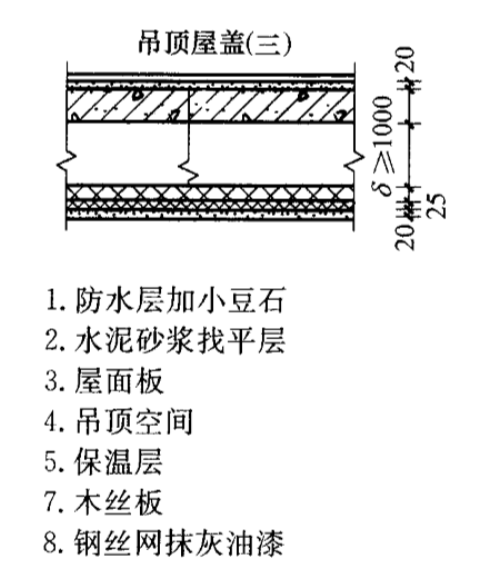 吊顶屋盖(三)
20
δ ≥1000
25
20
1. 防水层加小豆石
2. 水泥砂浆找平层
3. 屋面板
4. 吊顶空间
5. 保温层
7. 木丝板
8. 钢丝网抹灰油漆